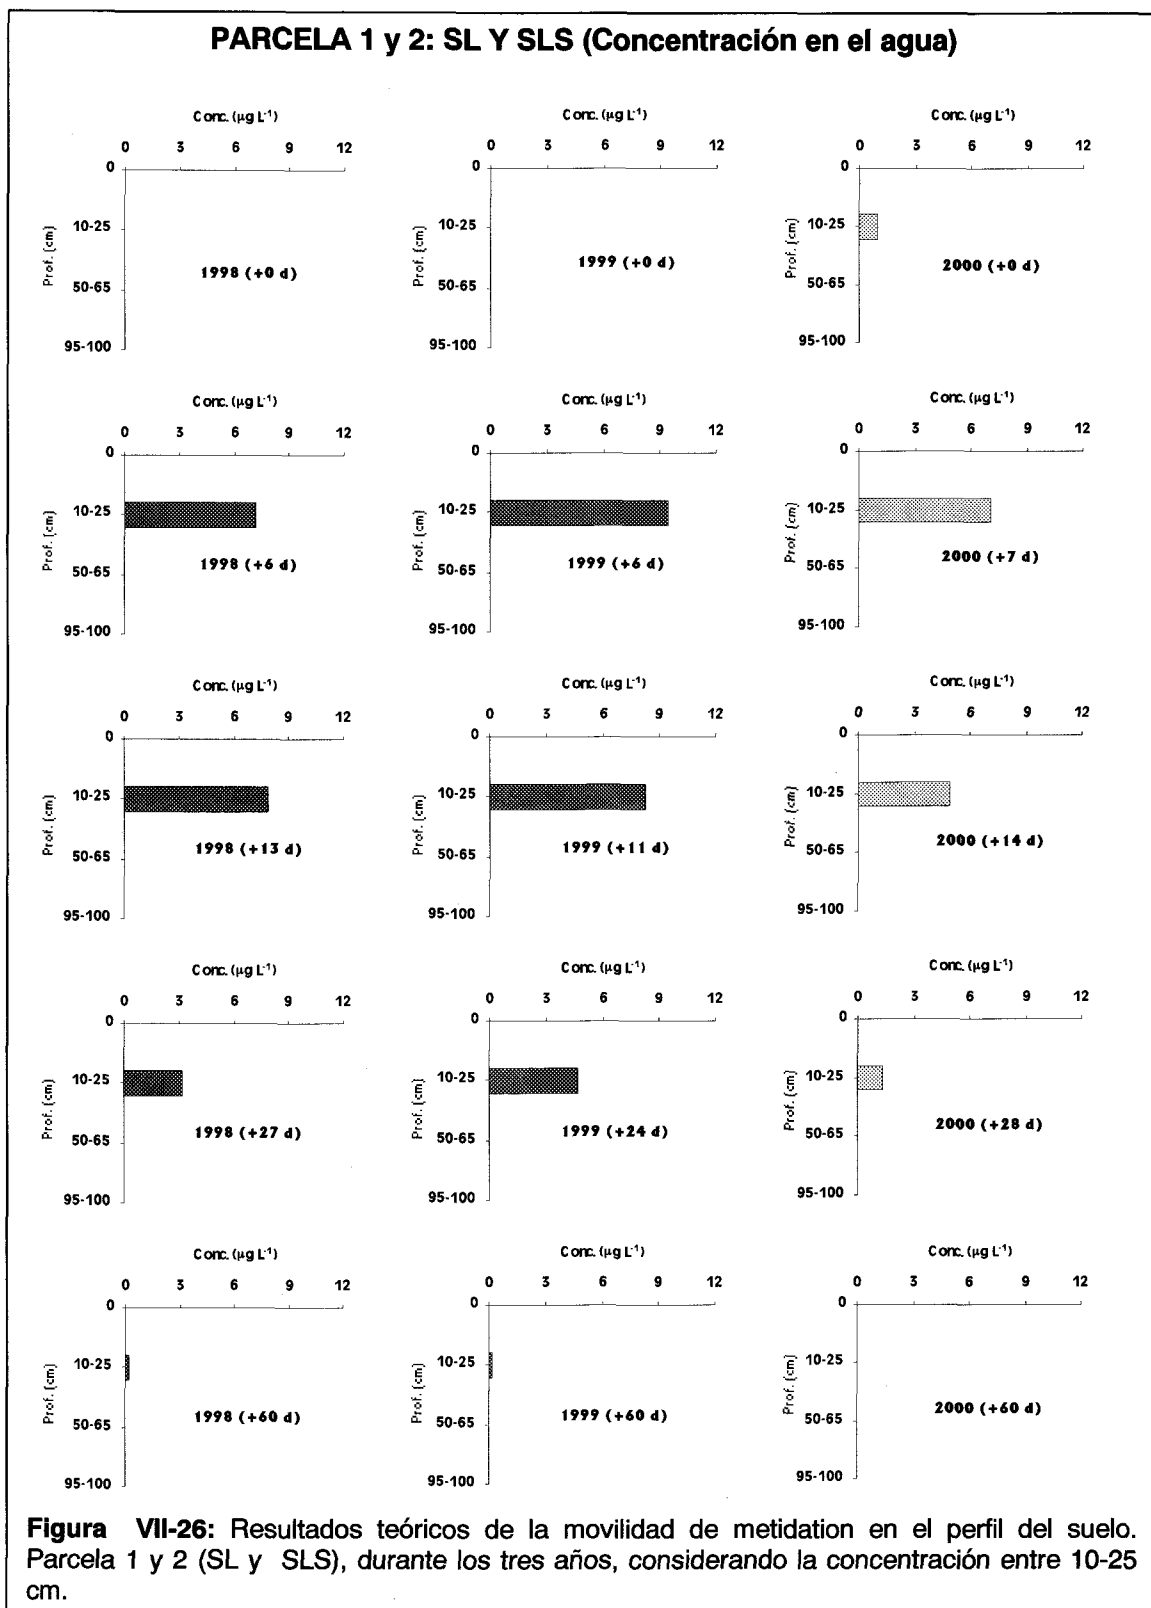 PARCELA 1 y 2: SL Y SLS (Concentración en el agua)
Conc. (µg L-1)
0 3 6 9 12
0
10-25
50-65
95-100
Prof. (cm)
1998 (+0 d)
Conc. (µg L-1)
0 3 6 9 12
0
10-25
50-65
95-100
Prof. (cm)
1999 (+0 d)
Conc. (µg L-1)
0 3 6 9 12
0
10-25
50-65
95-100
Prof. (cm)
2000 (+0 d)
Conc. (µg L-1)
0 3 6 9 12
0
10-25
50-65
95-100
Prof. (cm)
1998 (+6 d)
Conc. (µg L-1)
0 3 6 9 12
0
10-25
50-65
95-100
Prof. (cm)
1999 (+6 d)
Conc. (µg L-1)
0 3 6 9 12
0
10-25
50-65
95-100
Prof. (cm)
2000 (+7 d)
Conc. (µg L-1)
0 3 6 9 12
0
10-25
50-65
95-100
Prof. (cm)
1998 (+13 d)
Conc. (µg L-1)
0 3 6 9 12
0
10-25
50-65
95-100
Prof. (cm)
1999 (+11 d)
Conc. (µg L-1)
0 3 6 9 12
0
10-25
50-65
95-100
Prof. (cm)
2000 (+14 d)
Conc. (µg L-1)
0 3 6 9 12
0
10-25
50-65
95-100
Prof. (cm)
1998 (+27 d)
Conc. (µg L-1)
0 3 6 9 12
0
10-25
50-65
95-100
Prof. (cm)
1999 (+24 d)
Conc. (µg L-1)
0 3 6 9 12
0
10-25
50-65
95-100
Prof. (cm)
2000 (+28 d)
Conc. (µg L-1)
0 3 6 9 12
0
10-25
50-65
95-100
Prof. (cm)
1998 (+60 d)
Conc. (µg L-1)
0 3 6 9 12
0
10-25
50-65
95-100
Prof. (cm)
1999 (+60 d)
Conc. (µg L-1)
0 3 6 9 12
0
10-25
50-65
95-100
Prof. (cm)
2000 (+60 d)
Figura VII-26: Resultados teóricos de la movilidad de metidation en el perfil del suelo.
Parcela 1 y 2 (SL y SLS), durante los tres años, considerando la concentración entre 10-25
cm.